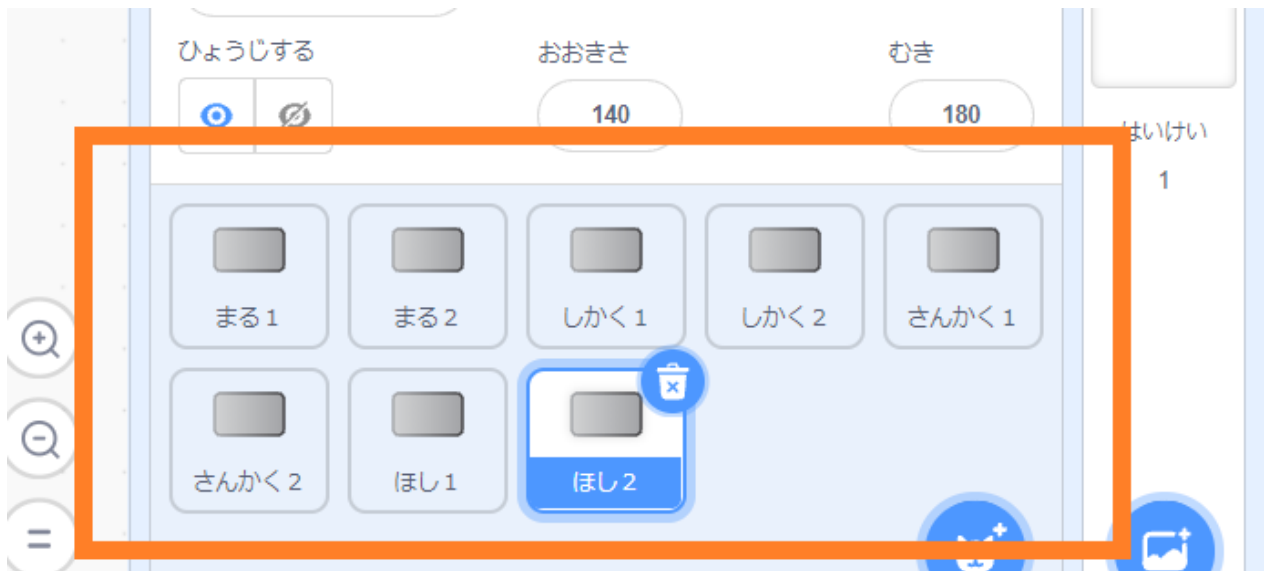 ひょうじする おおきさ むき
140 180
はいけい
1
まる1 まる2 しかく1 しかく2 さんかく1
さんかく2 ほし1 ほし2